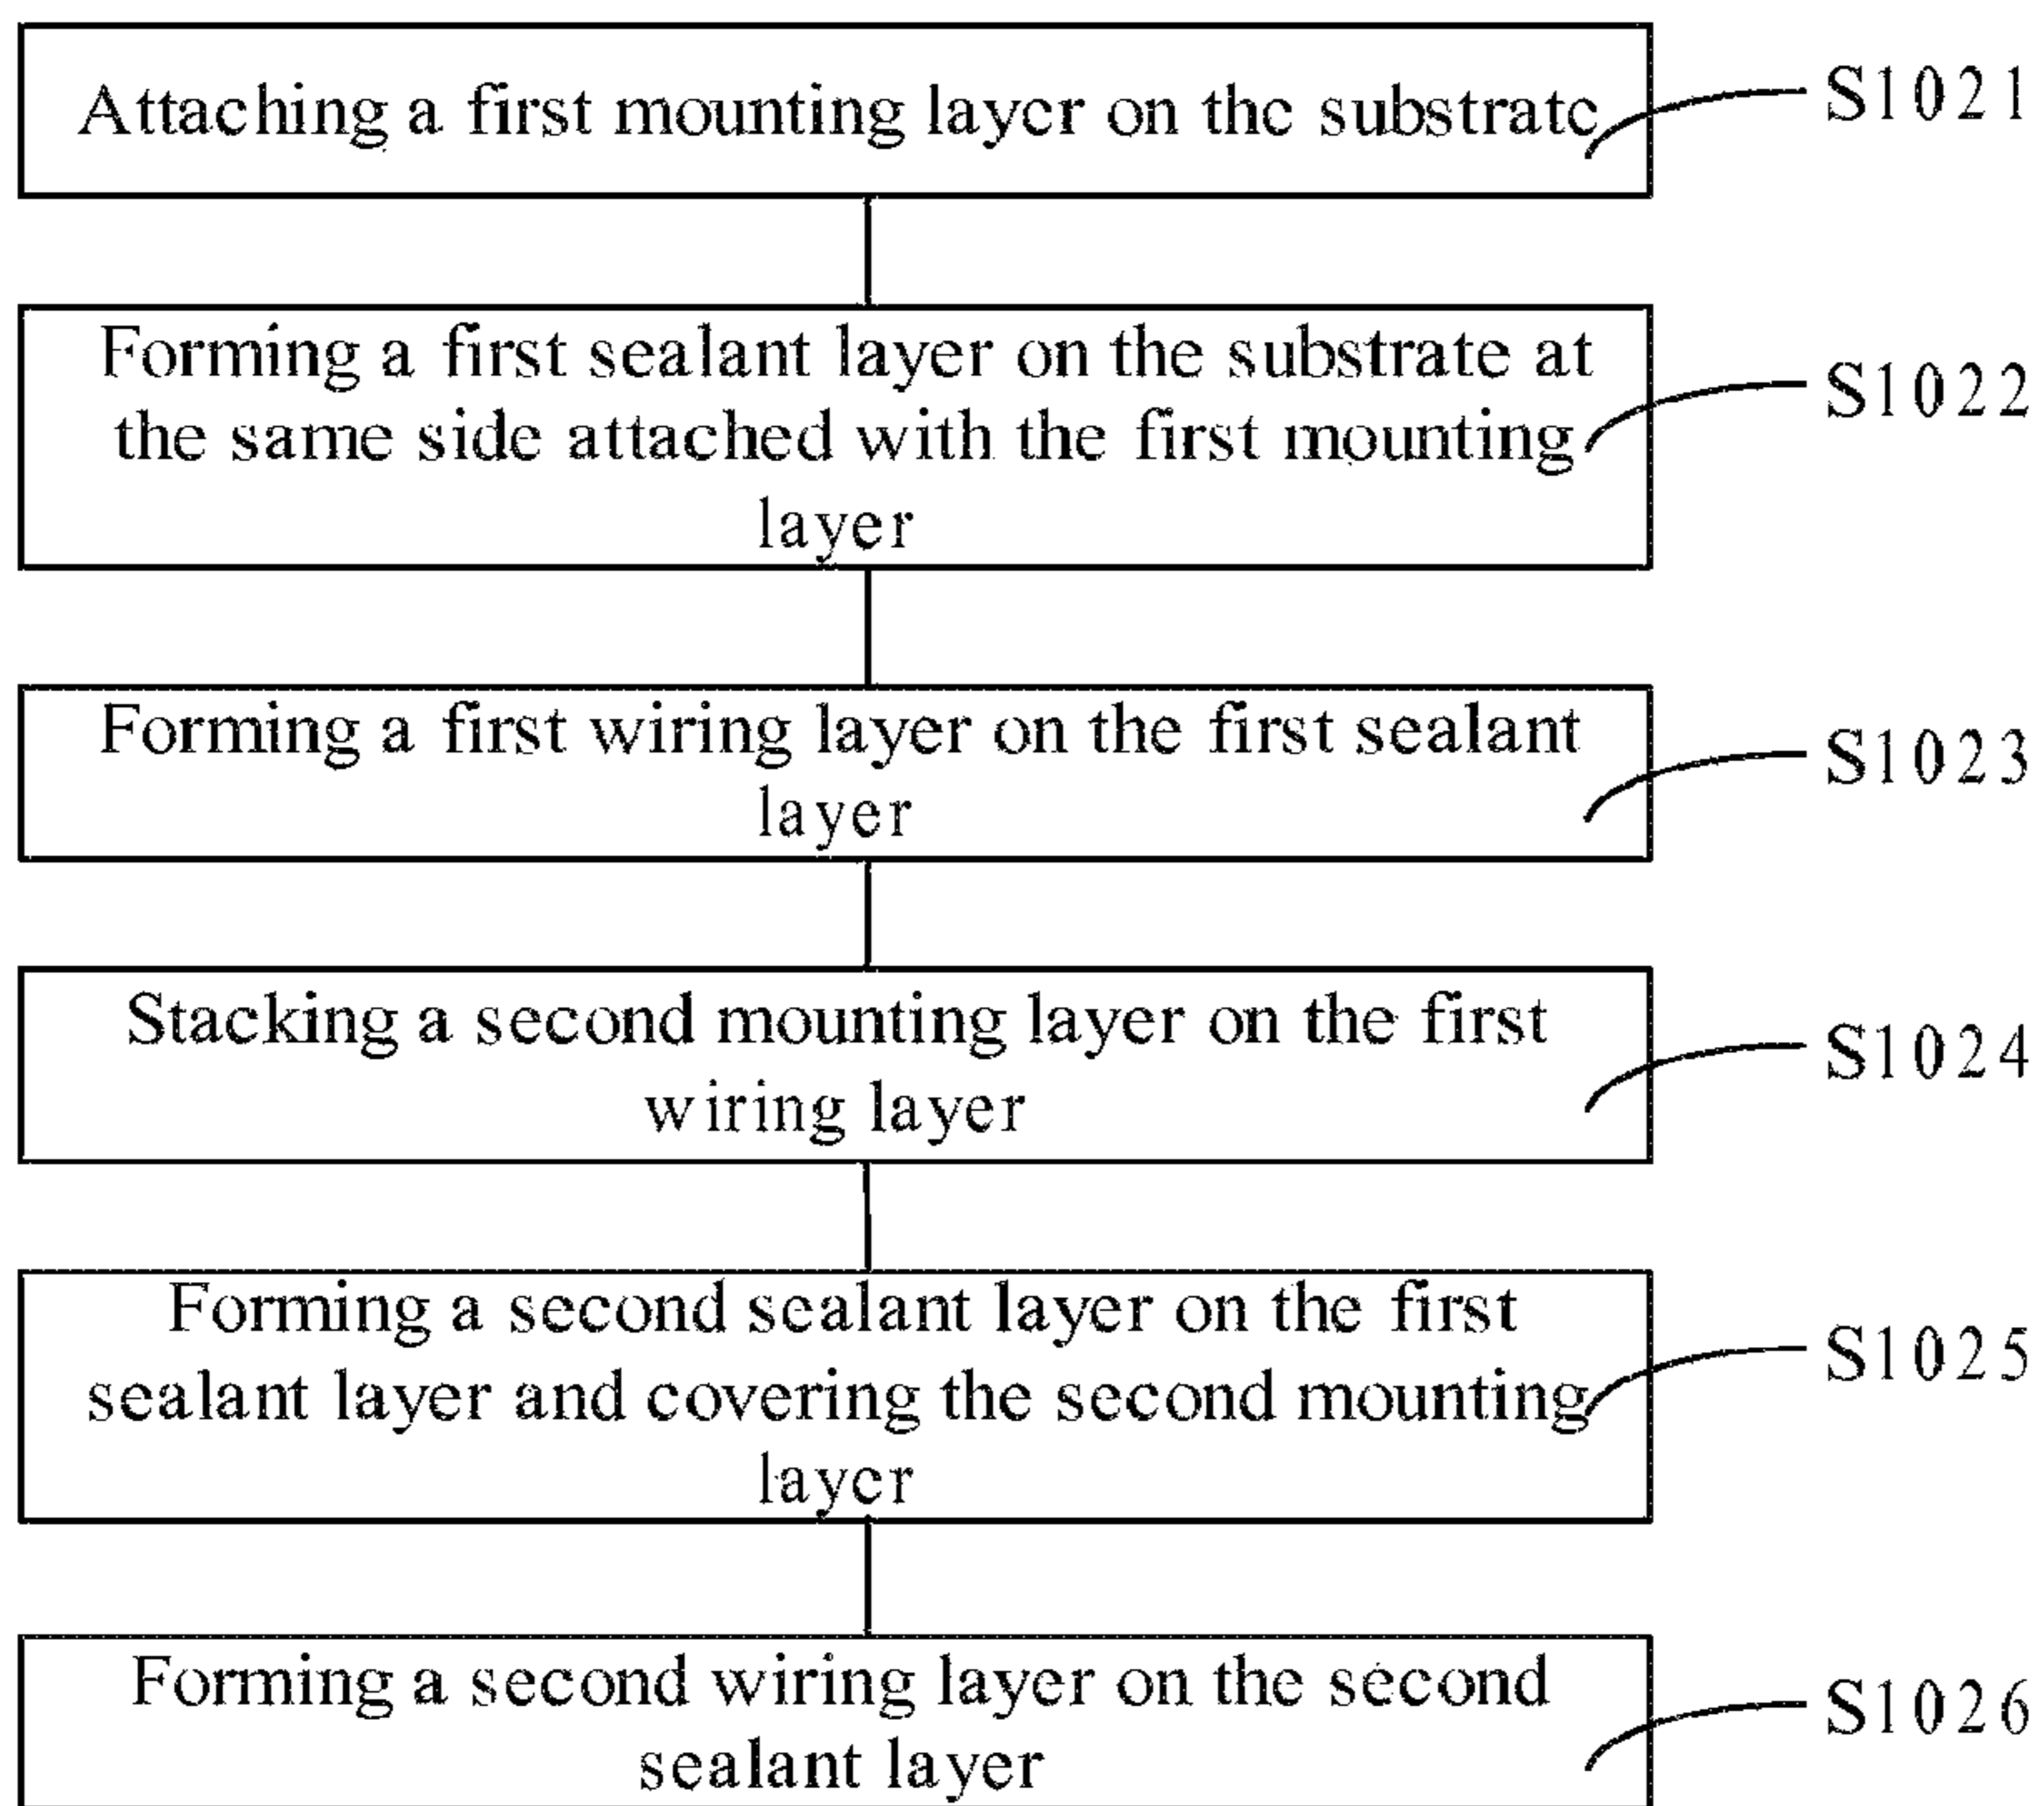 Attaching a first mounting layer on the substrate
S1021
Forming a first sealant layer on the substrate at
the same side attached with the first mounting
layer
S1022
Forming a first wiring layer on the first sealant
layer
S1023
Stacking a second mounting layer on the first
wiring layer
S1024
Forming a second sealant layer on the first
sealant layer and covering the second mounting
layer
S1025
Forming a second wiring layer on the second
sealant layer
S1026